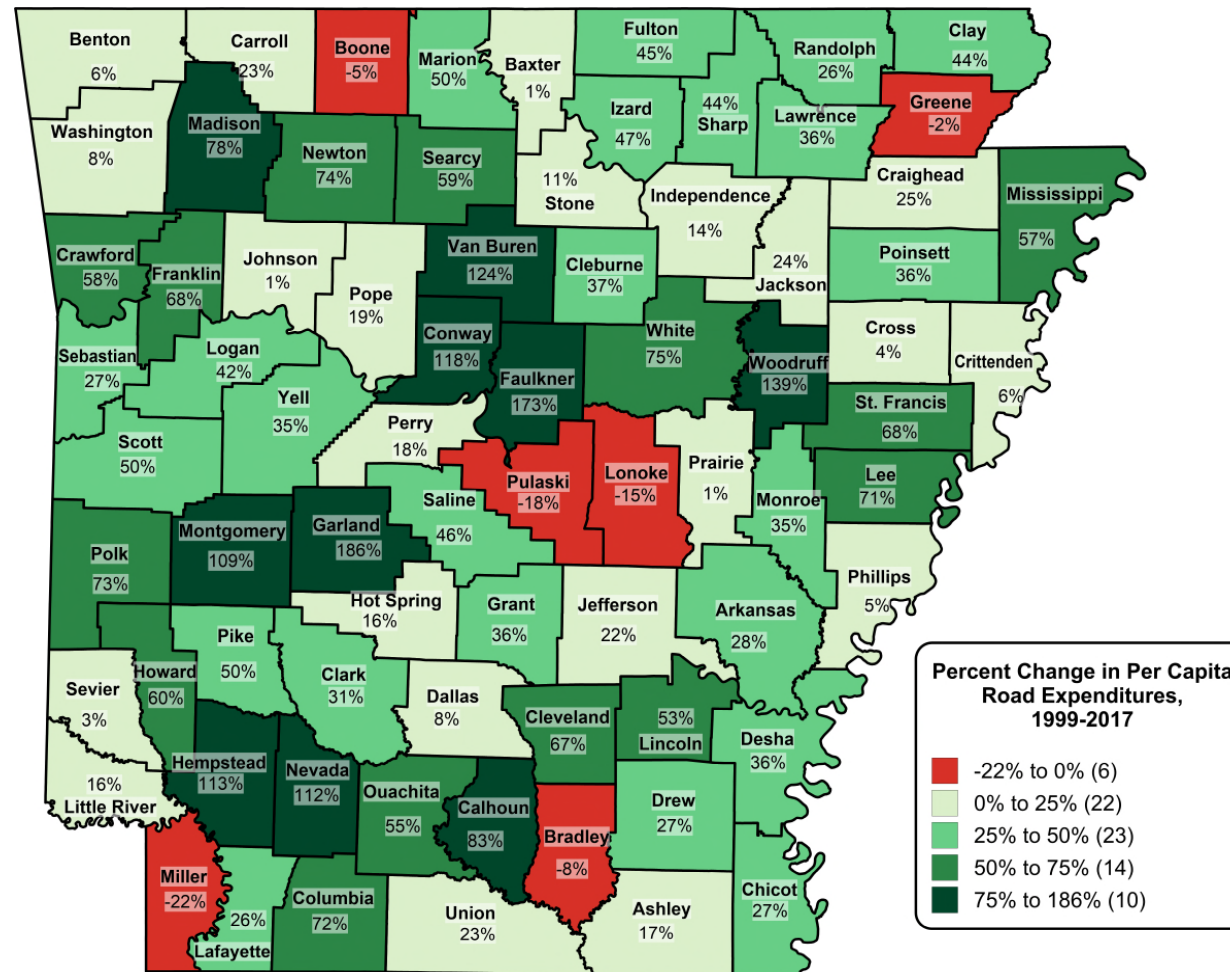 Benton
6%
Carroll
23%
Boone
-5%
Marion
50%
Baxter
1%
Fulton
45%
Randolph
26%
Clay
44%
Washington
8%
Madison
78%
Newton
74%
Searcy
59%
Izard
47%
44%
Sharp
Lawrence
36%
Greene
-2%
11%
Stone
Independence
14%
Craighead
25%
Mississippi
57%
Crawford
58%
Franklin
68%
Johnson
1%
Pope
19%
Van Buren
124%
Cleburne
37%
24%
Jackson
Poinsett
36%
Sebastian
27%
Logan
42%
Conway
118%
Faulkner
173%
White
75%
Woodruff
139%
Cross
4%
Crittenden
6%
Scott
50%
Yell
35%
Perry
18%
St. Francis
68%
Pulaski
-18%
Lonoke
-15%
Prairie
1%
Monroe
35%
Lee
71%
Polk
73%
Montgomery
109%
Garland
186%
Saline
46%
Phillips
5%
Hot Spring
16%
Grant
36%
Jefferson
22%
Arkansas
28%
Sevier
3%
Howard
60%
Pike
50%
Clark
31%
Dallas
8%
Cleveland
67%
53%
Lincoln
Desha
36%
16%
Little River
Hempstead
113%
Nevada
112%
Ouachita
55%
Calhoun
83%
Bradley
-8%
Drew
27%
Miller
-22%
26%
Lafayette
Columbia
72%
Union
23%
Ashley
17%
Chicot
27%
Percent Change in Per Capita
Road Expenditures,
1999-2017
-22% to 0% (6)
0% to 25% (22)
25% to 50% (23)
50% to 75% (14)
75% to 186% (10)